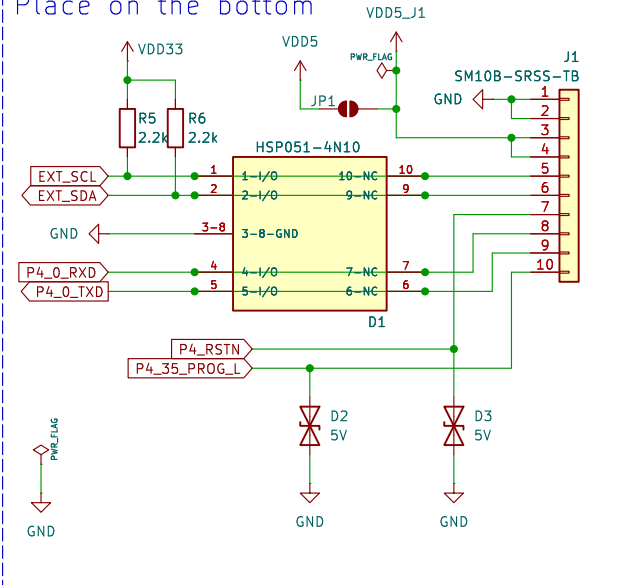 Place on the bottom
VDD5_J1
VDD33
VDD5
PWR_FLAG
J1
SM10B-SRSS-TB
JP1
GND
1
2
3
4
5
6
7
8
9
10
R5
2.2k
R6
2.2k
HSP051-4N10
EXT_SCL
1
1-I/O
10-NC
10
EXT_SDA
2
2-I/O
9-NC
9
GND
3-8
3-8-GND
P4_0_RXD
4
4-I/O
7-NC
7
P4_0_TXD
5
5-I/O
6-NC
6
D1
P4_RSTN
P4_35_PROG_L
D2
5V
D3
5V
PWR_FLAG
GND
GND
GND